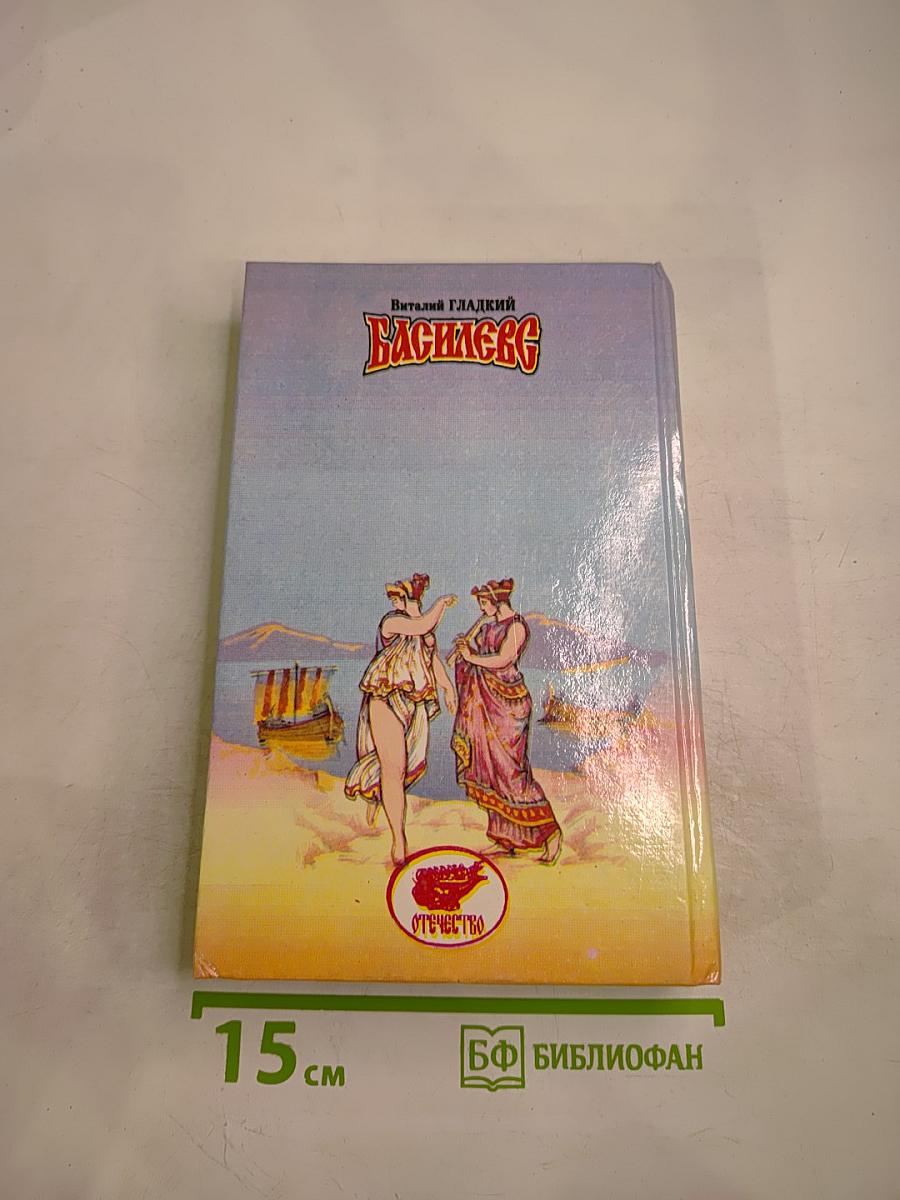 Виталий ГЛАДКИЙ
БАСИЛЕВС
ОТЕЧЕСТВО
15 см
БФ БИБЛИОФАН